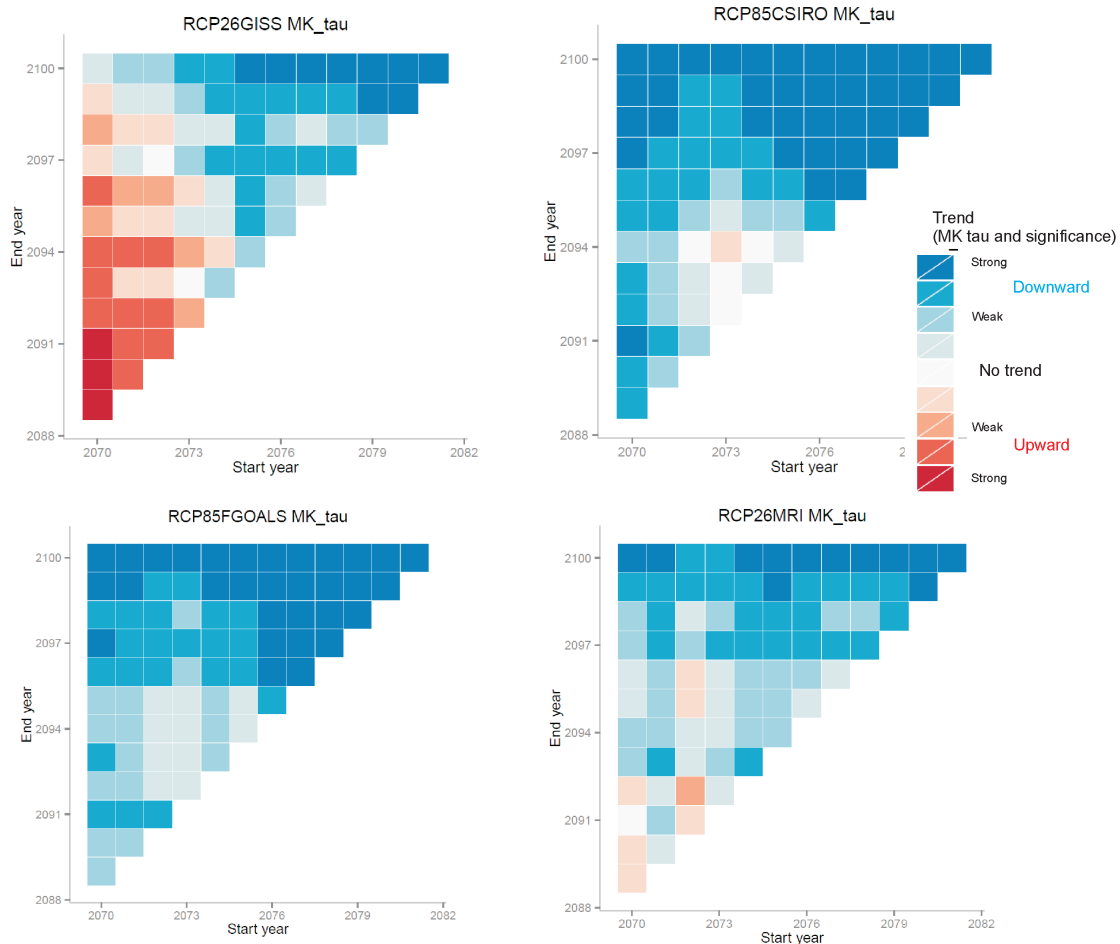 RCP26GISS MK_tau
2100
2097
2094
2091
2088
End year
2070
2073
2076
2079
2082
Start year
RCP85CSIRO MK_tau
2100
2097
2094
2091
2088
End year
2070
2073
2076
2
Start year
Trend
(MK tau and significance)
Strong
Downward
Weak
No trend
Weak
Upward
Strong
RCP85FGOALS MK_tau
2100
2097
2094
2091
2088
End year
2070
2073
2076
2079
2082
Start year
RCP26MRI MK_tau
2100
2097
2094
2091
2088
End year
2070
2073
2076
2079
2082
Start year